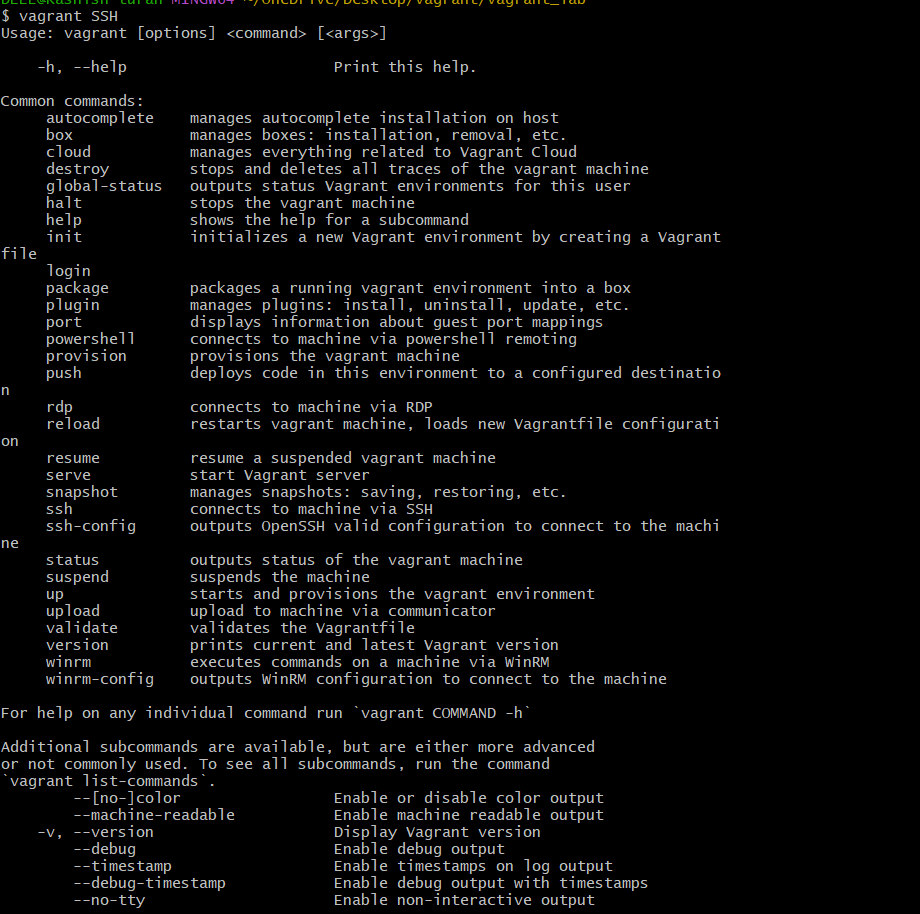 DELL@Kashish-turan MINGW64 ~/OneDrive/Desktop/vagrant/vagrant_lab
$ vagrant SSH
Usage: vagrant [options] <command> [<args>]
-h, --help Print this help.
Common commands:
autocomplete manages autocomplete installation on host
box manages boxes: installation, removal, etc.
cloud manages everything related to Vagrant Cloud
destroy stops and deletes all traces of the vagrant machine
global-status outputs status Vagrant environments for this user
halt stops the vagrant machine
help shows the help for a subcommand
init initializes a new Vagrant environment by creating a Vagrant
file
login
package packages a running vagrant environment into a box
plugin manages plugins: install, uninstall, update, etc.
port displays information about guest port mappings
powershell connects to machine via powershell remoting
provision provisions the vagrant machine
push deploys code in this environment to a configured destinatio
n
rdp connects to machine via RDP
reload restarts vagrant machine, loads new Vagrantfile configurati
on
resume resume a suspended vagrant machine
serve start Vagrant server
snapshot manages snapshots: saving, restoring, etc.
ssh connects to machine via SSH
ssh-config outputs OpenSSH valid configuration to connect to the machi
ne
status outputs status of the vagrant machine
suspend suspends the machine
up starts and provisions the vagrant environment
upload upload to machine via communicator
validate validates the Vagrantfile
version prints current and latest Vagrant version
winrm executes commands on a machine via WinRM
winrm-config outputs WinRM configuration to connect to the machine
For help on any individual command run `vagrant COMMAND -h`
Additional subcommands are available, but are either more advanced
or not commonly used. To see all subcommands, run the command
`vagrant list-commands`.
--[no-]color Enable or disable color output
--machine-readable Enable machine readable output
-v, --version Display Vagrant version
--debug Enable debug output
--timestamp Enable timestamps on log output
--debug-timestamp Enable debug output with timestamps
--no-tty Enable non-interactive output